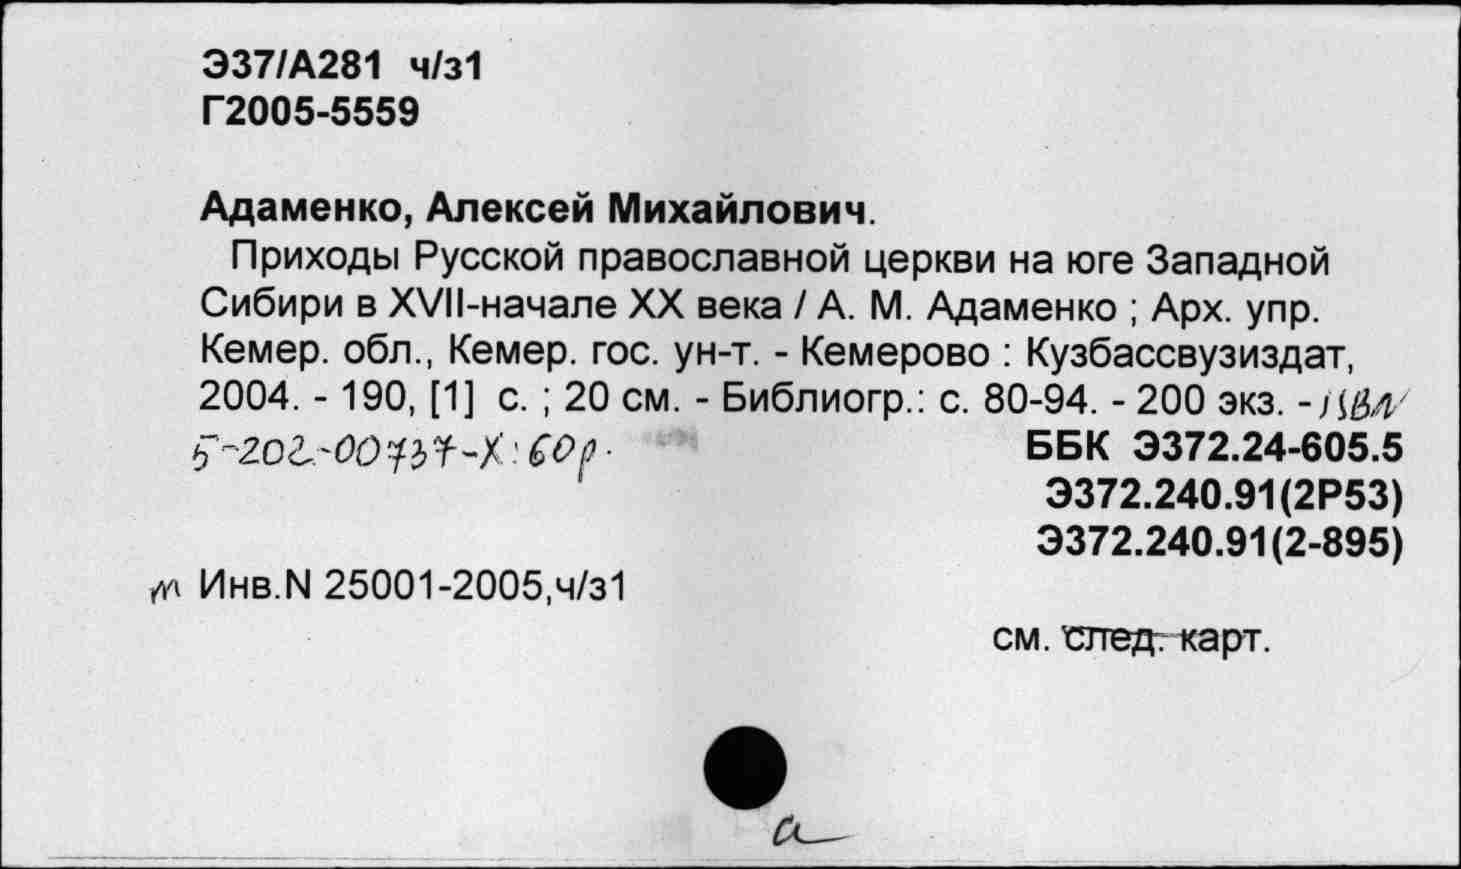 Э37/А281 ч/з1
Г2005-5559
Адаменко, Алексей Михайлович.
Приходы Русской православной церкви на юге Западной
Сибири в XVII-начале XX века / А. М. Адаменко ; Арх. упр.
Кемер. обл., Кемер. гос. ун-т. - Кемерово : Кузбассвузиздат,
2004. - 190, [1] с. ; 20 см. - Библиогр.: с. 80-94. - 200 экз. -
5-202-00737-X: 60р.
ББК Э372.24-605.5
Э372.240.91(2Р53)
Э372.240.91(2-895)
т Инв.N 25001-2005,ч/з1
см. след. карт.
а